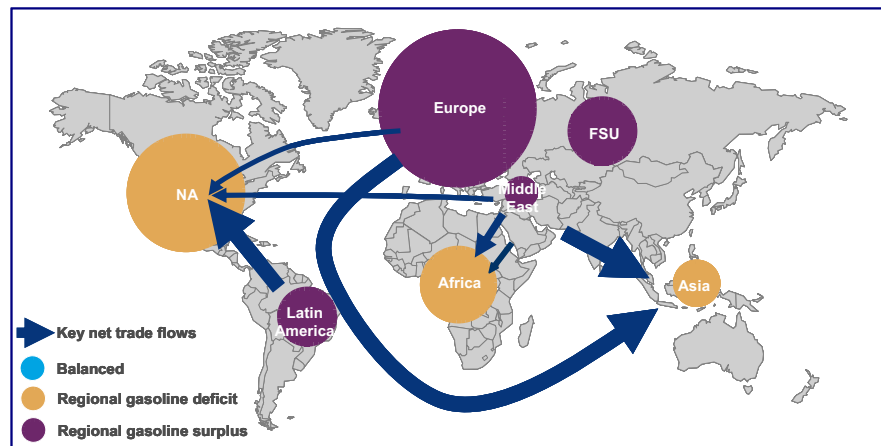 Europe
FSU
NA
Middle
East
Africa
Asia
Latin
America
Key net trade flows
Balanced
Regional gasoline deficit
Regional gasoline surplus